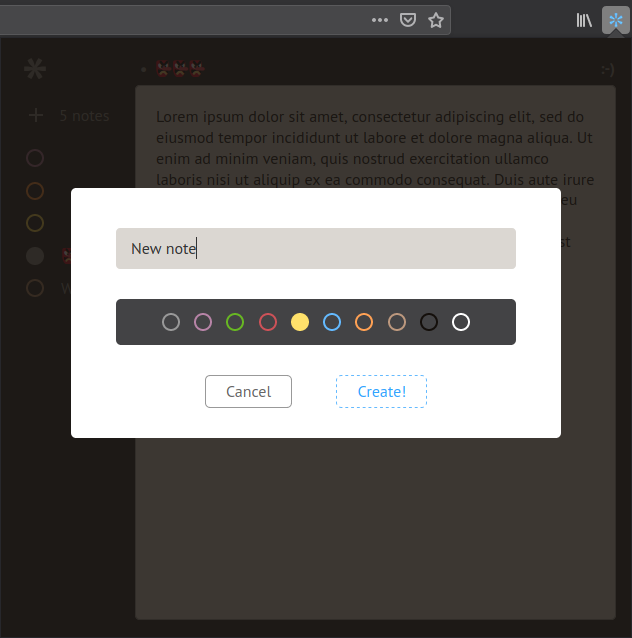 :-)
5 notes
Lorem ipsum dolor sit amet, consectetur adipiscing elit, sed do
eiusmod tempor incididunt ut labore et dolore magna aliqua. Ut
enim ad minim veniam, quis nostrud exercitation ullamco
laboris nisi ut aliquip ex ea commodo consequat. Duis aute irure
eu
st
New note
Cancel
Create!